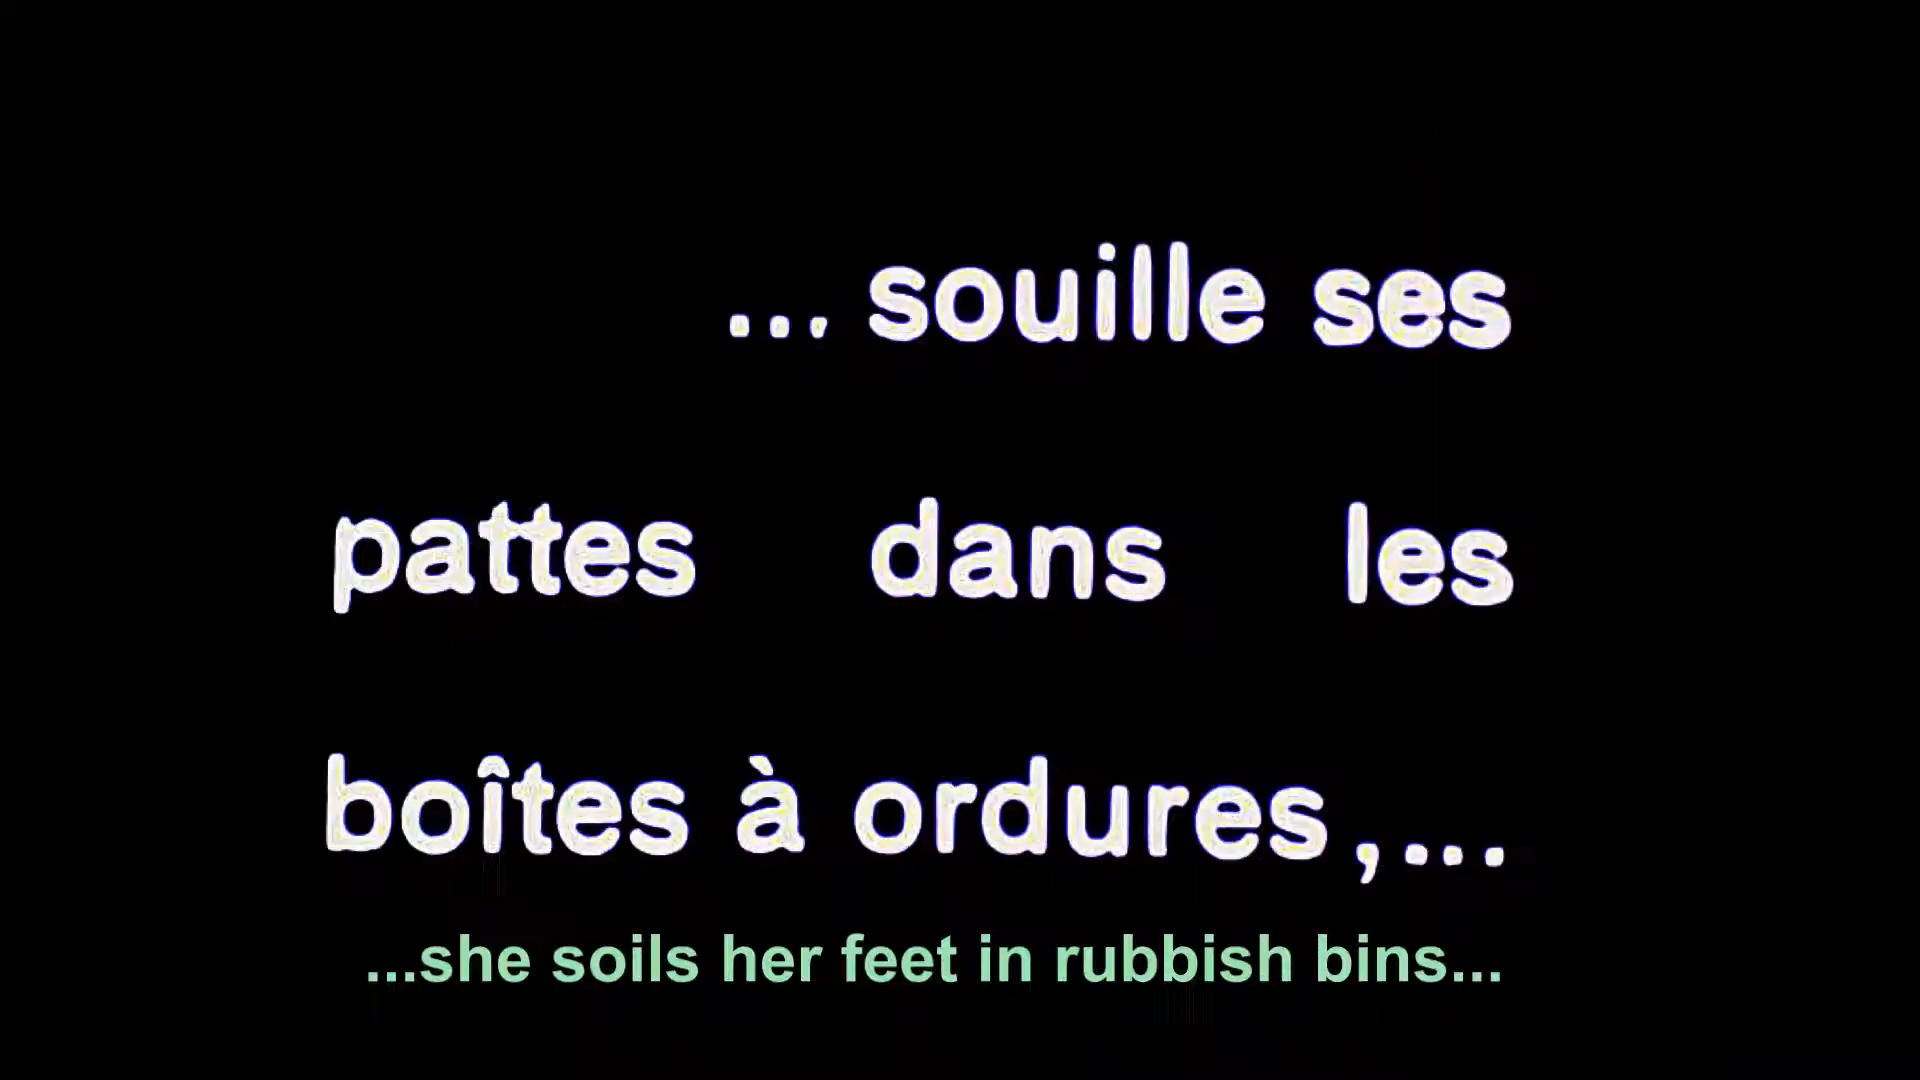 ... souille ses
pattes dans les
boîtes à ordures,...
...she soils her feet in rubbish bins...